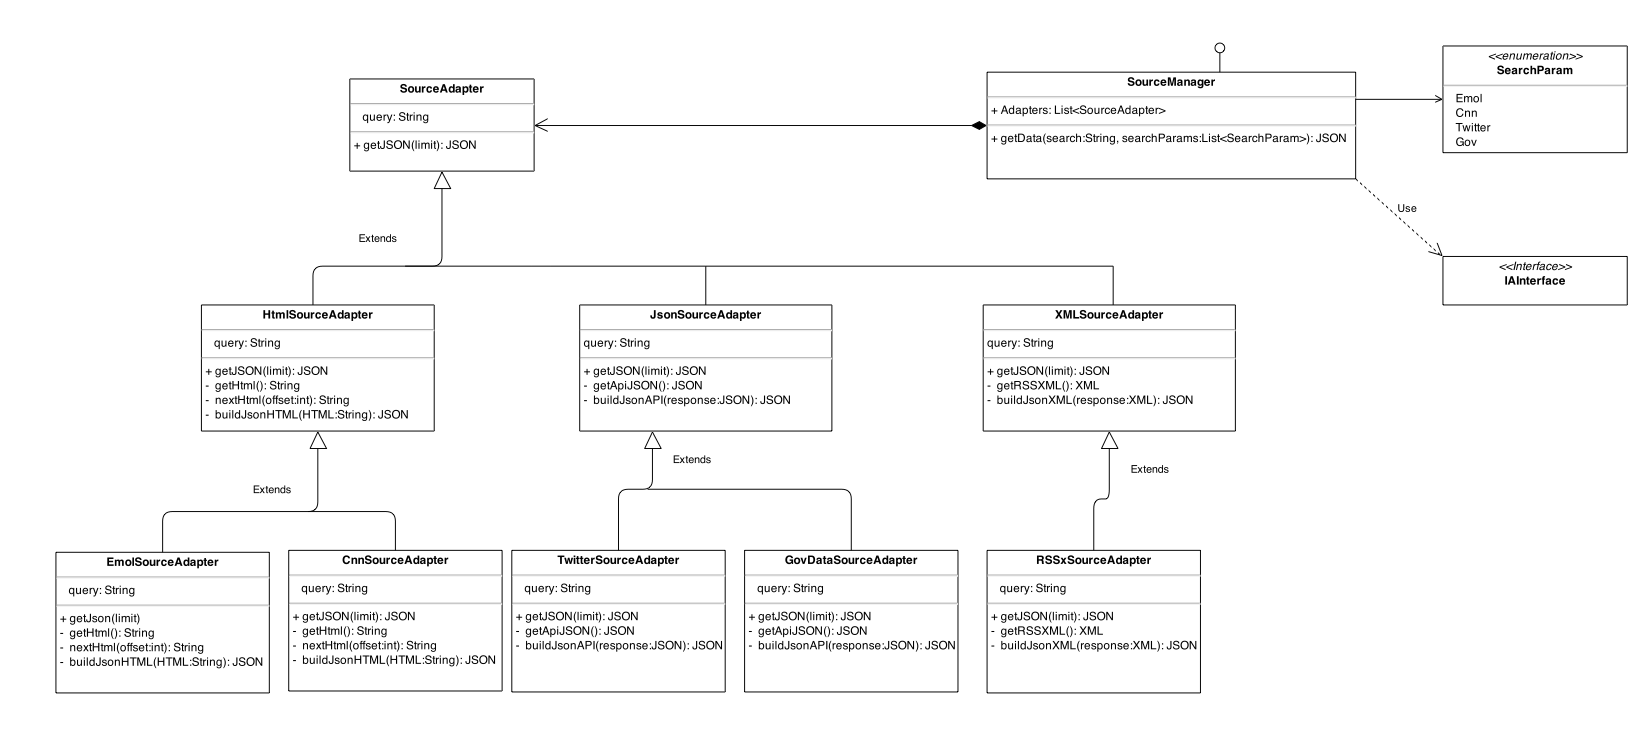 SourceAdapter
query: String
+ getJSON(limit): JSON
SourceManager
+ Adapters: List<SourceAdapter>
+ getData(search:String, searchParams:List<SearchParam>): JSON
<<enumeration>>
SearchParam
Emol
Cnn
Twitter
Gov
Use
<<Interface>>
IAInterface
Extends
HtmlSourceAdapter
query: String
+ getJSON(limit): JSON
- getHtml(): String
- nextHtml(offset:int): String
- buildJsonHTML(HTML:String): JSON
JsonSourceAdapter
query: String
+ getJSON(limit): JSON
- getApiJSON(): JSON
- buildJsonAPI(response:JSON): JSON
XMLSourceAdapter
query: String
+ getJSON(limit): JSON
- getRSSXML(): XML
- buildJsonXML(response:XML): JSON
Extends
Extends
Extends
EmolSourceAdapter
query: String
+ getJson(limit)
- getHtml(): String
- nextHtml(offset:int): String
- buildJsonHTML(HTML:String): JSON
CnnSourceAdapter
query: String
+ getJSON(limit): JSON
- getHtml(): String
- nextHtml(offset:int): String
- buildJsonHTML(HTML:String): JSON
TwitterSourceAdapter
query: String
+ getJSON(limit): JSON
- getApiJSON(): JSON
- buildJsonAPI(response:JSON): JSON
GovDataSourceAdapter
query: String
+ getJSON(limit): JSON
- getApiJSON(): JSON
- buildJsonAPI(response:JSON): JSON
RSSxSourceAdapter
query: String
+ getJSON(limit): JSON
- getRSSXML(): XML
- buildJsonXML(response:XML): JSON